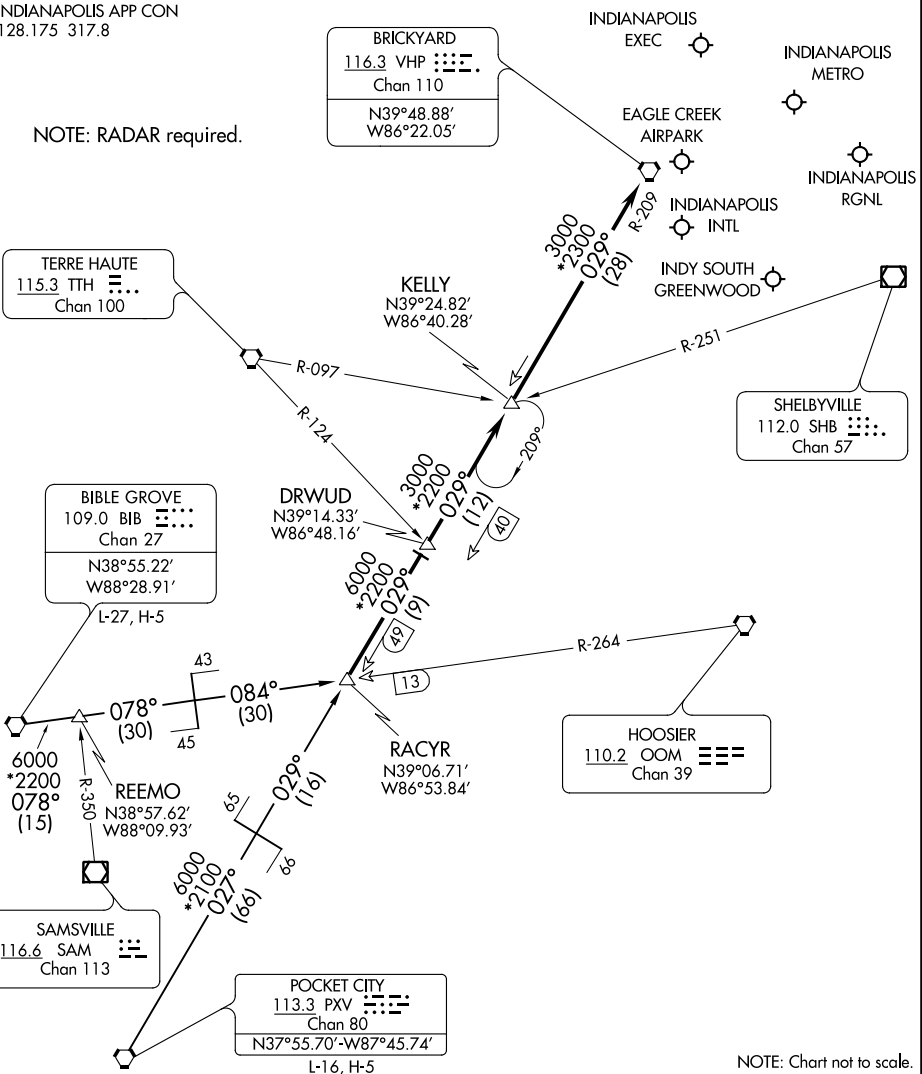 INDIANAPOLIS APP CON
128.175 317.8
NOTE: RADAR required.
BRICKYARD
116.3 VHP
Chan 110
N39°48.88′
W86°22.05′
INDIANAPOLIS
EXEC
INDIANAPOLIS
METRO
EAGLE CREEK
AIRPARK
INDIANAPOLIS
RGNL
INDIANAPOLIS
INTL
INDY SOUTH
GREENWOOD
R-209
3000
*2300
029°
(28)
TERRE HAUTE
115.3 TTH
Chan 100
KELLY
N39°24.82′
W86°40.28′
R-097
R-251
R-124
SHELBYVILLE
112.0 SHB
Chan 57
209°
3000
*2200
029°
(12)
40
DRWUD
N39°14.33′
W86°48.16′
BIBLE GROVE
109.0 BIB
Chan 27
N38°55.22′
W88°28.91′
L-27, H-5
6000
*2200
029°
(9)
49
R-264
13
43
45
078°
(30)
084°
(30)
RACYR
N39°06.71′
W86°53.84′
HOOSIER
110.2 OOM
Chan 39
6000
*2200
078°
(15)
REEMO
N38°57.62′
W88°09.93′
R-350
029°
(16)
65
66
6000
*2100
027°
(66)
SAMSVILLE
116.6 SAM
Chan 113
POCKET CITY
113.3 PXV
Chan 80
N37°55.70′-W87°45.74′
L-16, H-5
NOTE: Chart not to scale.